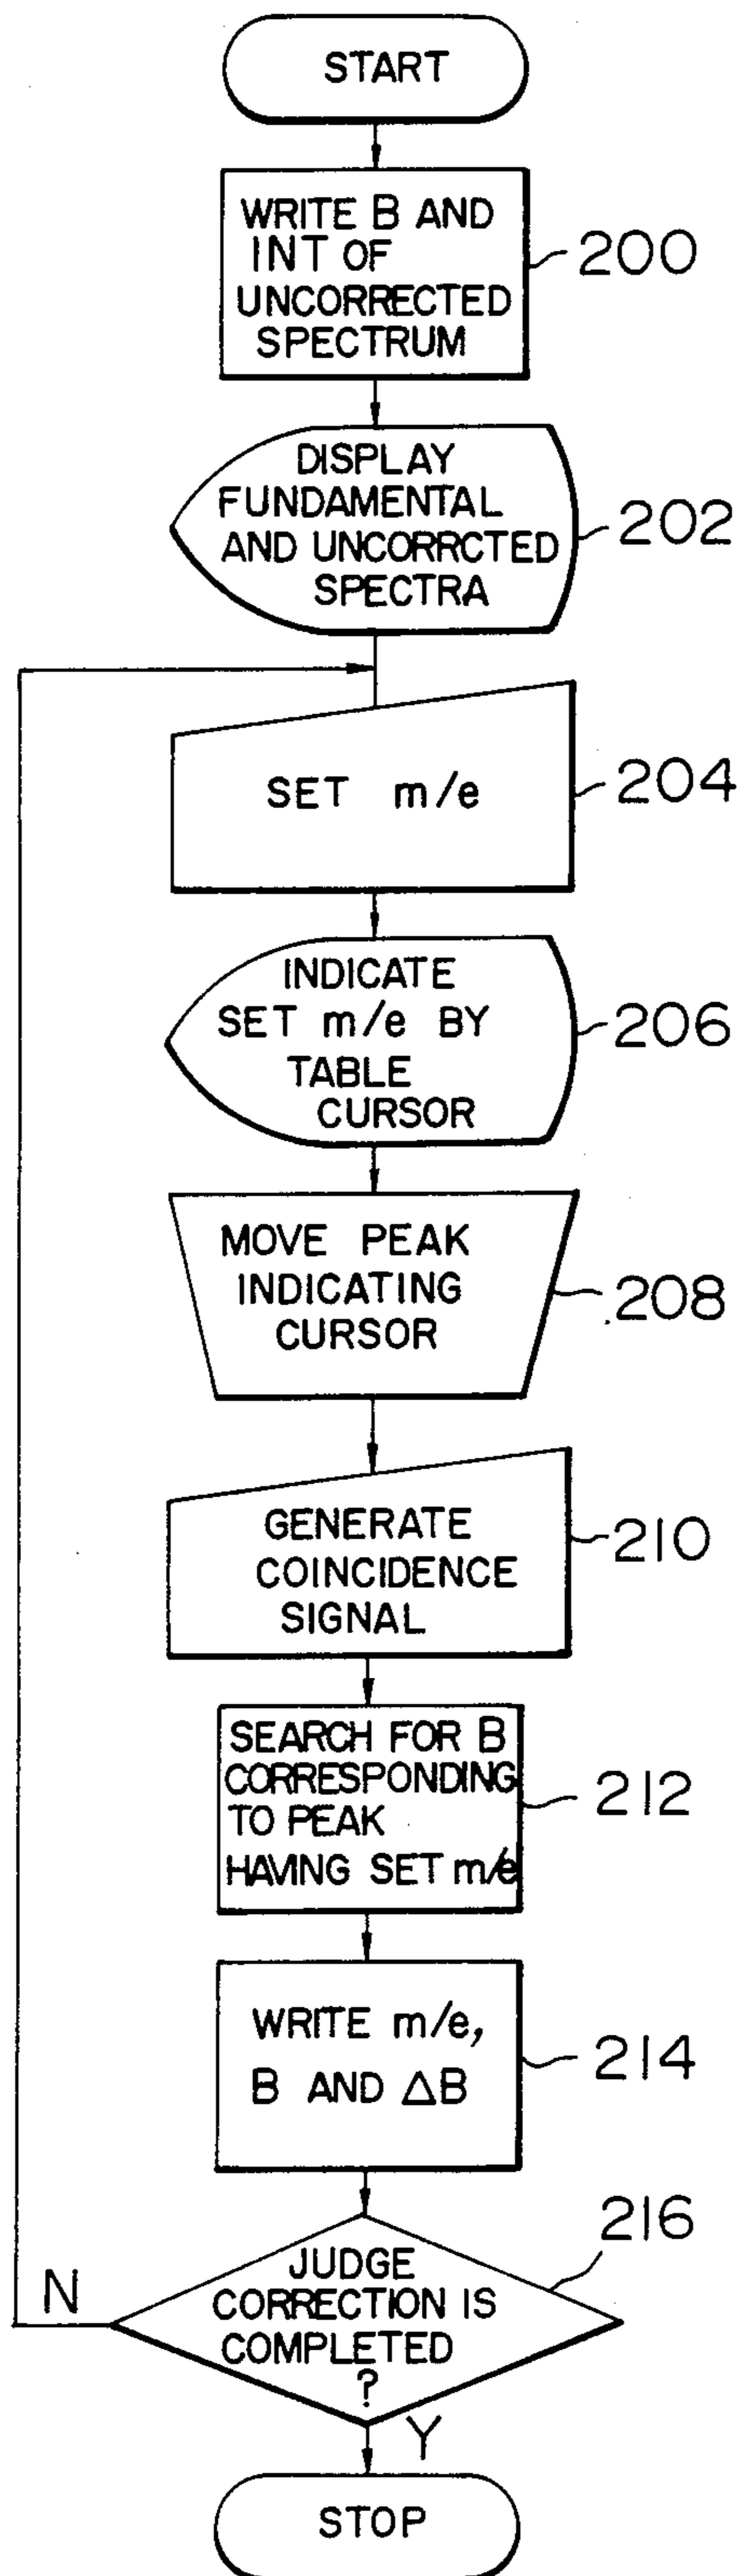 START
WRITE B AND
INT OF
UNCORRECTED
SPECTRUM
200
DISPLAY
FUNDAMENTAL
AND UNCORRCTED
SPECTRA
202
SET m/e
204
INDICATE
SET m/e BY
TABLE
CURSOR
206
MOVE PEAK
INDICATING
CURSOR
208
GENERATE
COINCIDENCE
SIGNAL
210
SEARCH FOR B
CORRESPONDING
TO PEAK
HAVING SET m/e
212
WRITE m/e,
B AND ΔB
214
216
JUDGE
CORRECTION IS
COMPLETED
?
N
Y
STOP